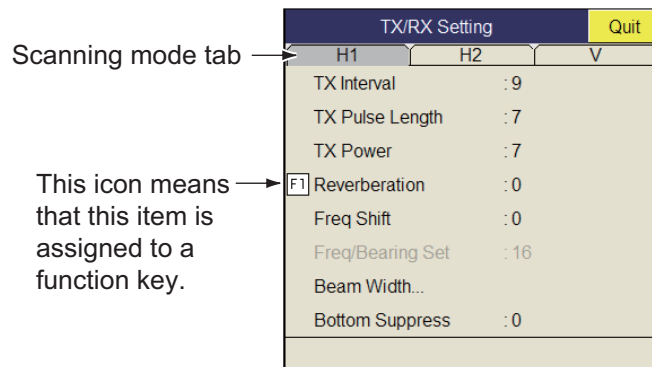 TX/RX Setting Quit
Scanning mode tab
H1 H2 V
TX Interval : 9
TX Pulse Length : 7
TX Power : 7
This icon means
that this item is
assigned to a
function key.
F1 Reverberation : 0
Freq Shift : 0
Freq/Bearing Set : 16
Beam Width...
Bottom Suppress : 0